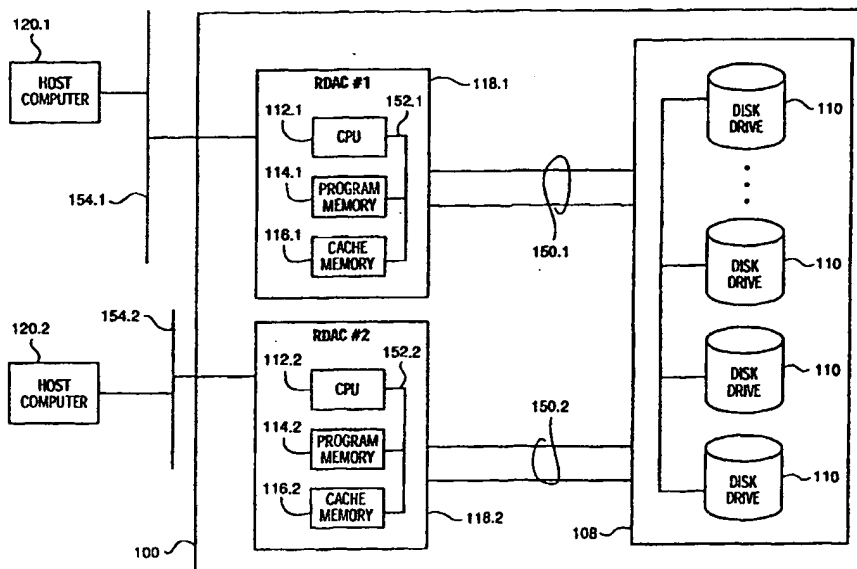 120.1
HOST
COMPUTER
154.1
RDAC #1
118.1
112.1
CPU
152.1
114.1
PROGRAM
MEMORY
116.1
CACHE
MEMORY
150.1
DISK
DRIVE
110
DISK
DRIVE
110
120.2
HOST
COMPUTER
154.2
RDAC #2
112.2
CPU
152.2
114.2
PROGRAM
MEMORY
116.2
CACHE
MEMORY
118.2
150.2
DISK
DRIVE
110
DISK
DRIVE
110
100
108